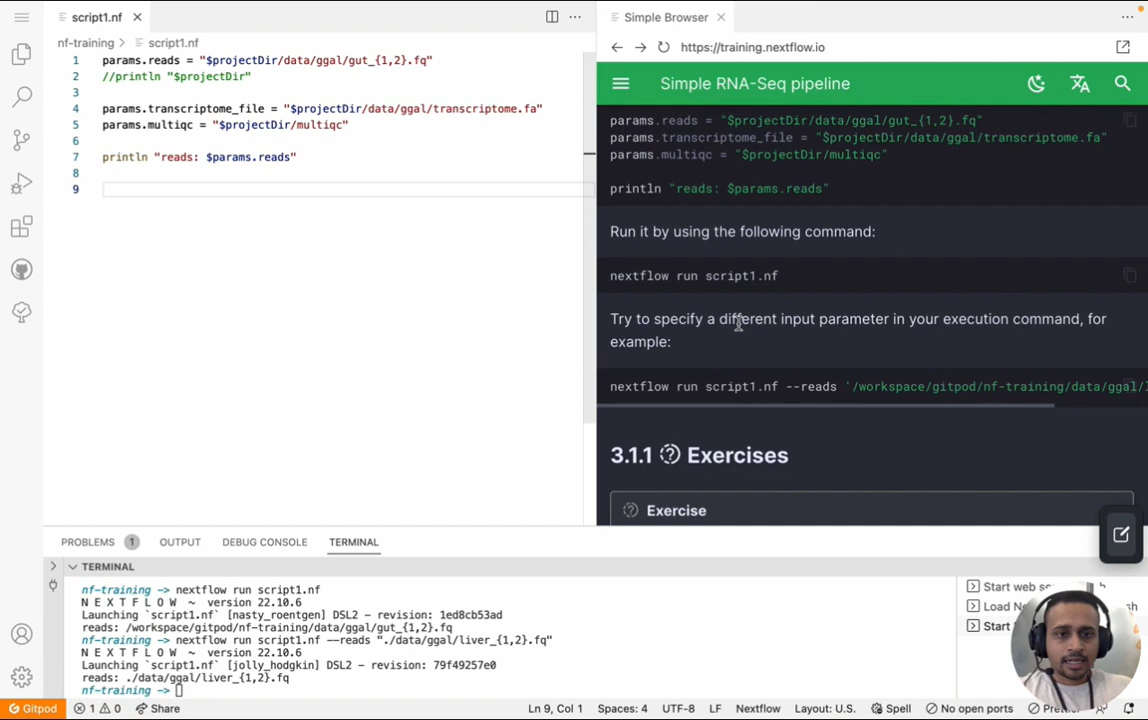 script1.nf
nf-training > script1.nf
1 params.reads = "$projectDir/data/ggal/gut_{1,2}.fq"
2 //println "$projectDir"
3
4 params.transcriptome_file = "$projectDir/data/ggal/transcriptome.fa"
5 params.multiqc = "$projectDir/multiqc"
6
7 println "reads: $params.reads"
8
9
Simple Browser
https://training.nextflow.io
Simple RNA-Seq pipeline
params.reads = "$projectDir/data/ggal/gut_{1,2}.fq"
params.transcriptome_file = "$projectDir/data/ggal/transcriptome.fa"
params.multiqc = "$projectDir/multiqc"
println "reads: $params.reads"
Run it by using the following command:
nextflow run script1.nf
Try to specify a different input parameter in your execution command, for
example:
nextflow run script1.nf --reads '/workspace/gitpod/nf-training/data/ggal/l
3.1.1 Exercises
Exercise
PROBLEMS 1 OUTPUT DEBUG CONSOLE TERMINAL
TERMINAL
nf-training -> nextflow run script1.nf
N E X T F L O W ~ version 22.10.6
Launching `script1.nf` [nasty_roentgen] DSL2 - revision: 1ed8cb53ad
reads: /workspace/gitpod/nf-training/data/ggal/gut_{1,2}.fq
nf-training -> nextflow run script1.nf --reads "./data/ggal/liver_{1,2}.fq"
N E X T F L O W ~ version 22.10.6
Launching `script1.nf` [jolly_hodgkin] DSL2 - revision: 79f49257e0
reads: ./data/ggal/liver_{1,2}.fq
nf-training ->
Start web
Load
Start
Gitpod 1 0 Share Ln 9, Col 1 Spaces: 4 UTF-8 LF Nextflow Layout: U.S. Spell No open ports